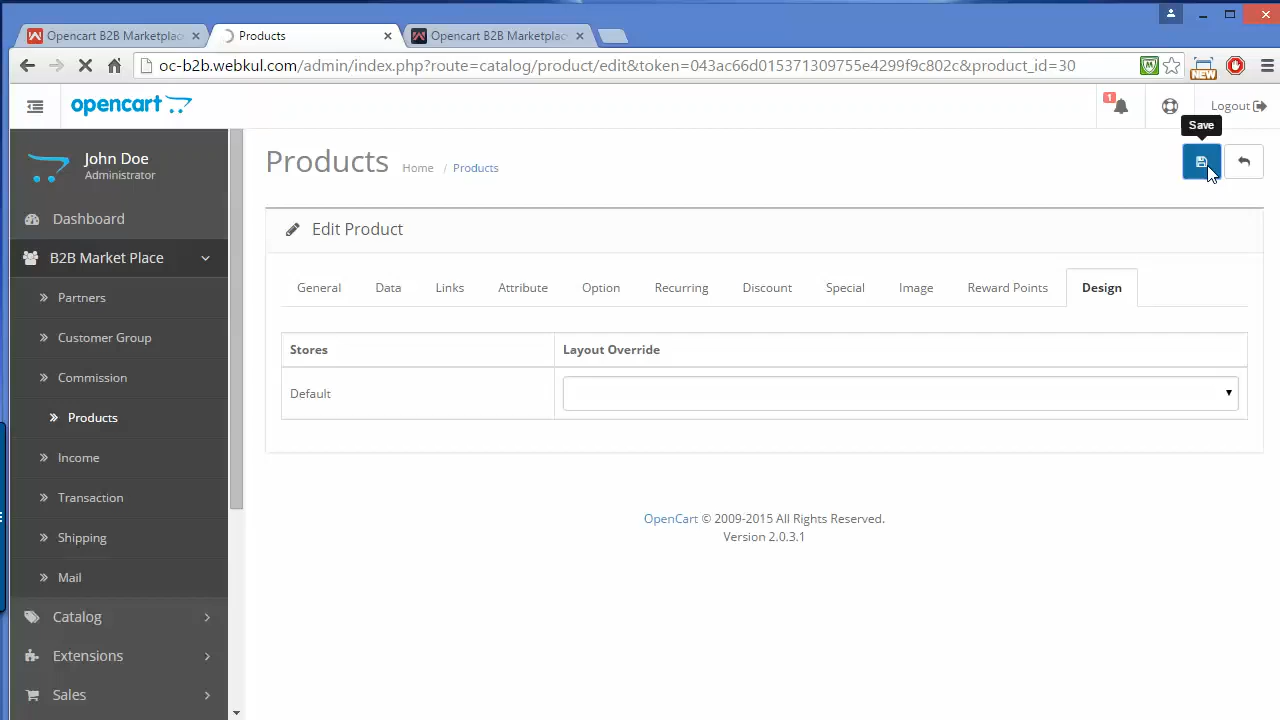 Opencart B2B Marketplac
Products
Opencart B2B Marketplac
oc-b2b.webkul.com/admin/index.php?route=catalog/product/edit&token=043ac66d015371309755e4299f9c802c&product_id=30
NEW
opencart
1
Logout
Save
John Doe
Administrator
Products
Home / Products
Dashboard
B2B Market Place
Partners
Customer Group
Commission
Products
Income
Transaction
Shipping
Mail
Catalog
Extensions
Sales
Edit Product
General Data Links Attribute Option Recurring Discount Special Image Reward Points Design
Stores Layout Override
Default
OpenCart © 2009-2015 All Rights Reserved.
Version 2.0.3.1